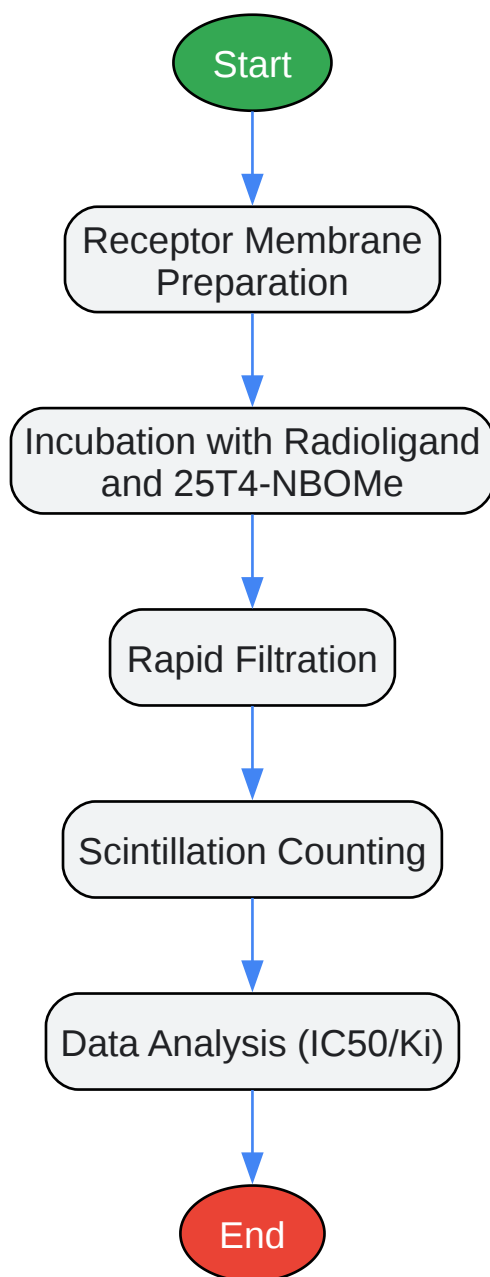 Start
Receptor Membrane
Preparation
Incubation with Radioligand
and 25T4-NBOMe
Rapid Filtration
Scintillation Counting
Data Analysis (IC50/Ki)
End